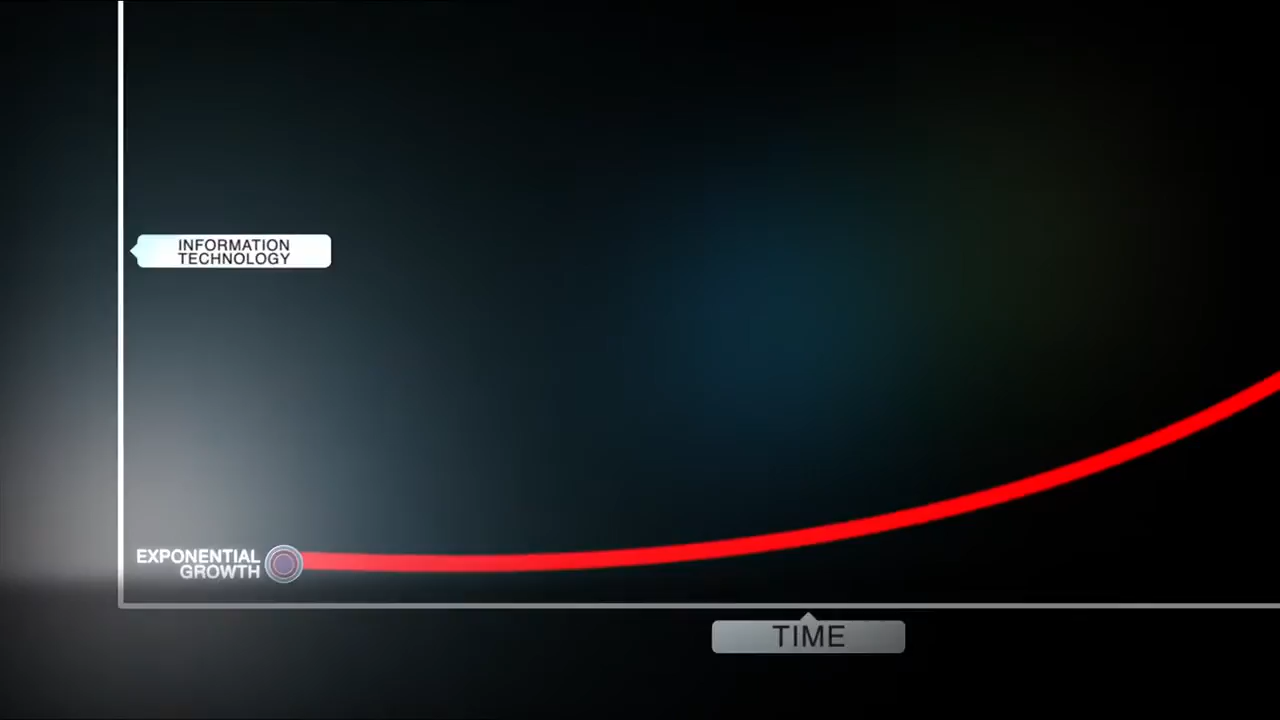 INFORMATION
TECHNOLOGY
EXPONENTIAL
GROWTH
TIME